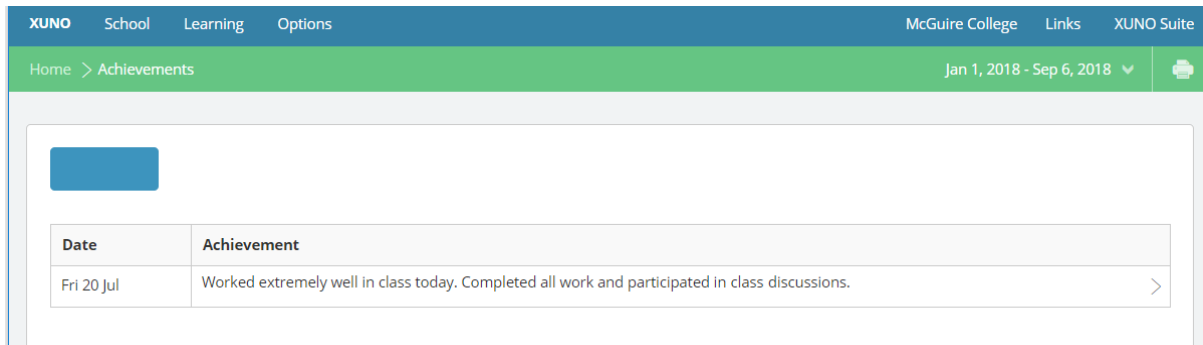 XUNO School Learning Options McGuire College Links XUNO Suite
Home > Achievements Jan 1, 2018 - Sep 6, 2018
Date Achievement
Fri 20 Jul Worked extremely well in class today. Completed all work and participated in class discussions.